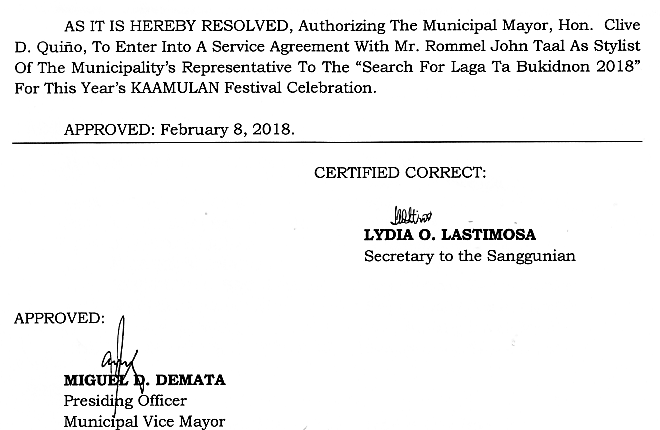 AS IT IS HEREBY RESOLVED, Authorizing The Municipal Mayor, Hon. Clive
D. Quiño, To Enter Into A Service Agreement With Mr. Rommel John Taal As Stylist
Of The Municipality's Representative To The “Search For Laga Ta Bukidnon 2018”
For This Year's KAAMULAN Festival Celebration.
APPROVED: February 8, 2018.
CERTIFIED CORRECT:
LYDIA O. LASTIMOSA
Secretary to the Sanggunian
APPROVED:
MIGUEL D. DEMATA
Presiding Officer
Municipal Vice Mayor